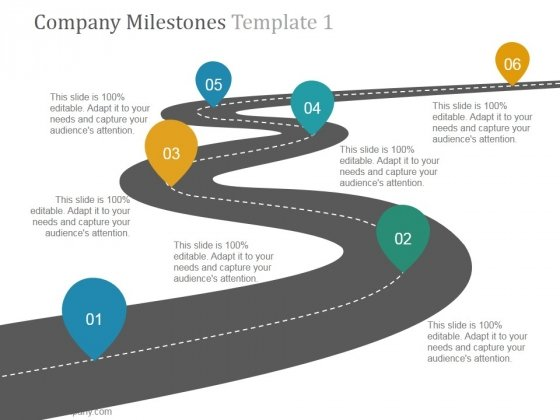 Company Milestones Template 1
06
05
This slide is 100%
editable. Adapt it to your
needs and capture your
audience's attention.
04
This slide is 100%
editable. Adapt it to your
needs and capture your
audience's attention.
03
This slide is 100%
editable. Adapt it to your
needs and capture your
audience's attention.
This slide is 100%
editable. Adapt it to your
needs and capture your
audience's attention.
02
This slide is 100%
editable. Adapt it to your
needs and capture your
audience's attention.
01
This slide is 100%
editable. Adapt it to your
needs and capture your
audience's attention.
pany.com